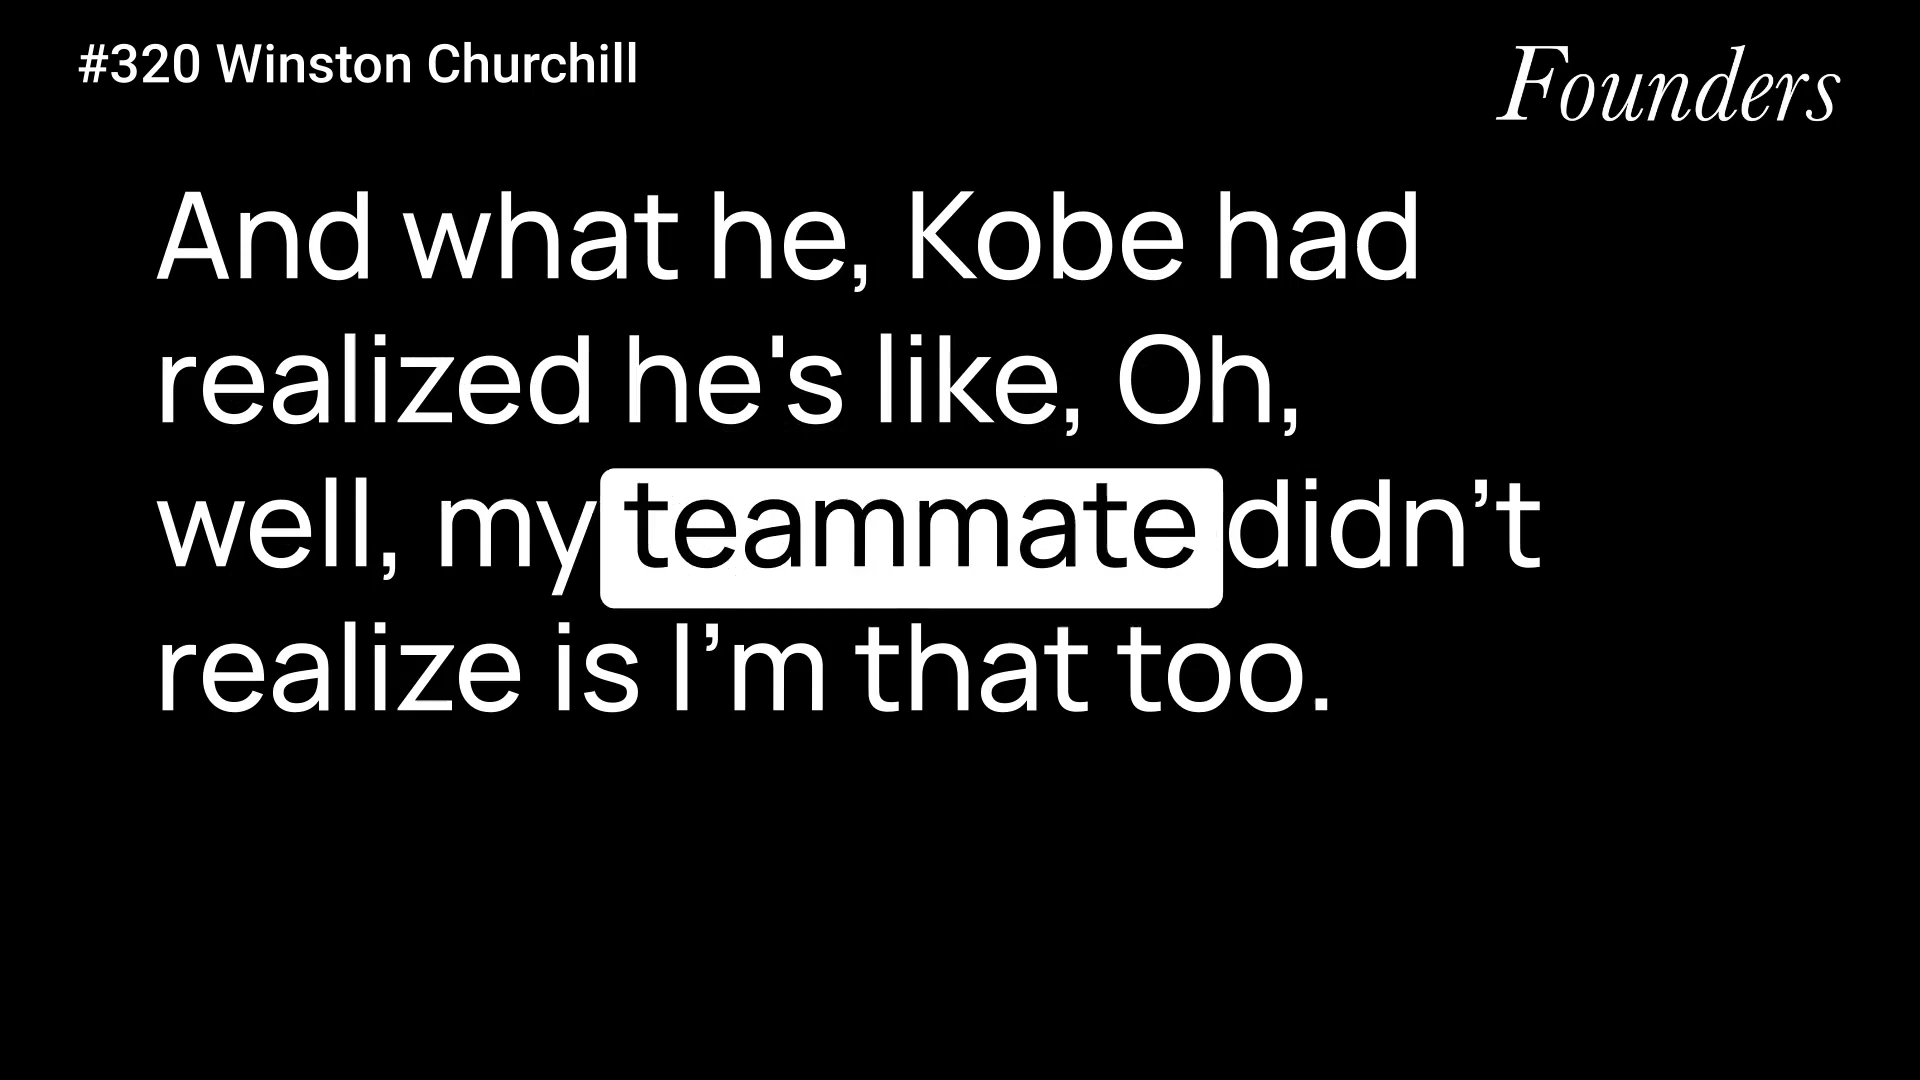 #320 Winston Churchill
Founders
And what he, Kobe had
realized he's like, Oh,
well, my teammate didn’t
realize is I’m that too.